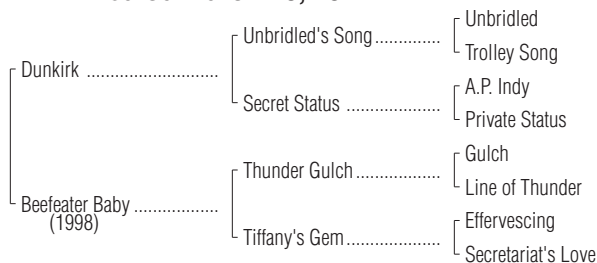 Unbridled
Unbridled's Song
Trolley Song
Dunkirk
A.P. Indy
Secret Status
Private Status
Gulch
Thunder Gulch
Line of Thunder
Beefeater Baby
(1998)
Effervescing
Tiffany's Gem
Secretariat's Love